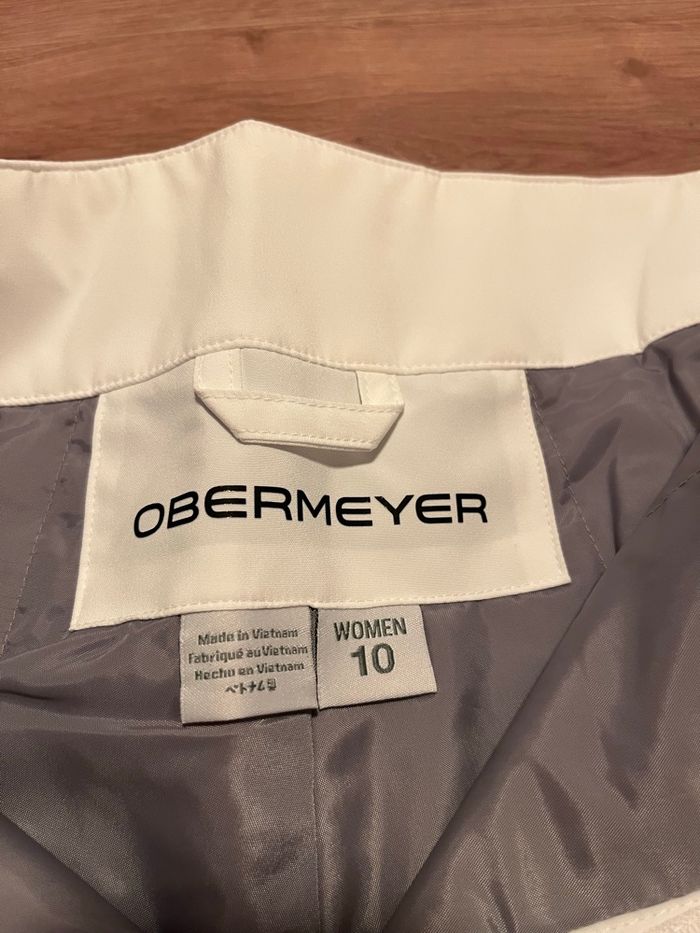 OBERMEYER
Made in Vietnam
Fabriqué au Vietnam
Hecho en Vietnam
ベトナム製
WOMEN
10